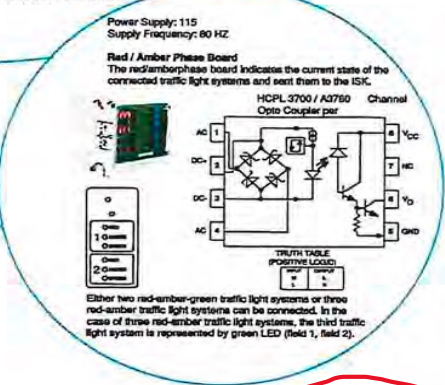 Power Supply: 115
Supply Frequency: 60 HZ
Red / Amber Phase Board
The red/amberphase board indicates the current state of the
connected traffic light systems and sent them to the ISK.
HCPL 3700 / A3760 Channel
Opto Coupler per
AC 1
DC+ 2
DC- 3
AC 4
8 VCC
7 NC
6 VO
5 GND
TRUTH TABLE
(POSITIVE LOGIC)
INPUT OUTPUT
H L
L H
1
2
Either two red-amber-green traffic light systems or three
red-amber traffic light systems can be connected. In the
case of three red-amber traffic light systems, the third traffic
light system is represented by green LED (field 1, field 2).